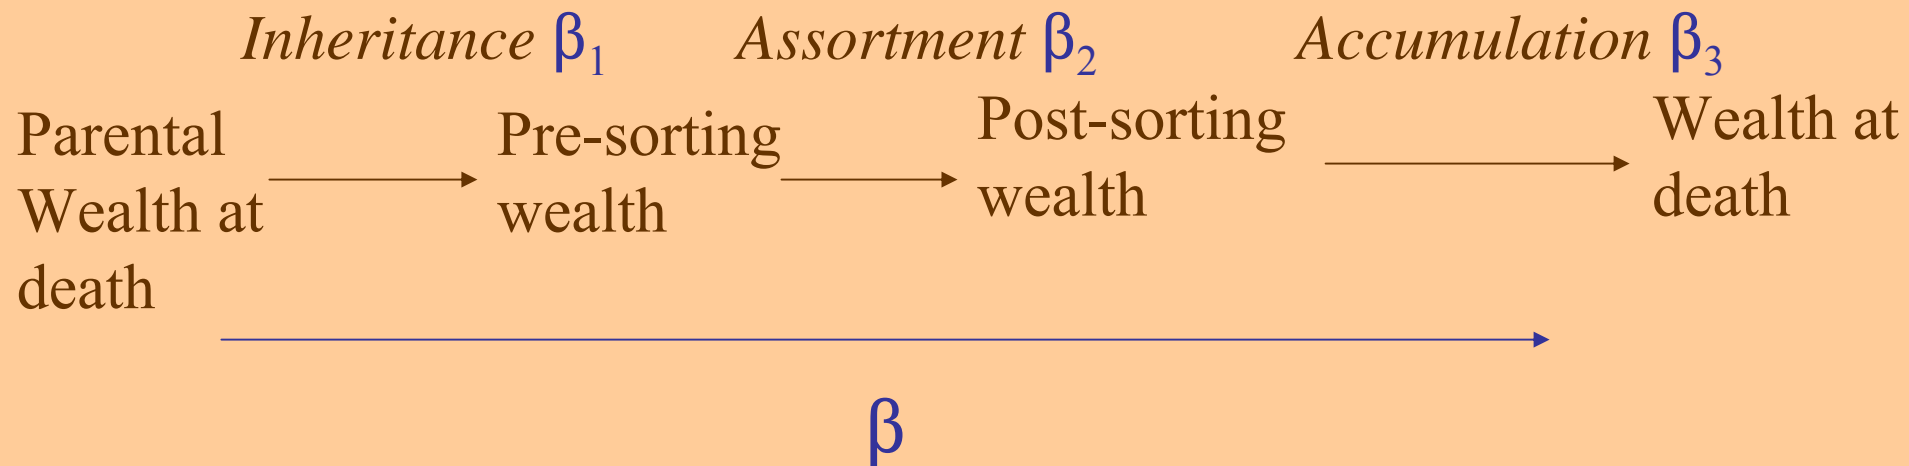 Inheritance β₁ Assortment β₂ Accumulation β₃
Parental
Wealth at
death
Pre-sorting
wealth
Post-sorting
wealth
Wealth at
death
β